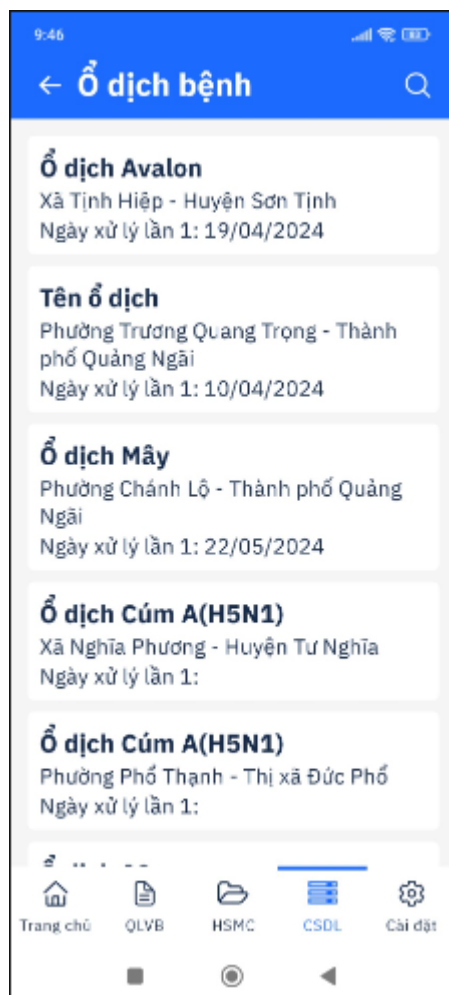 9:46
Ổ dịch bệnh
Ổ dịch Avalon
Xã Tịnh Hiệp - Huyện Sơn Tịnh
Ngày xử lý lần 1: 19/04/2024
Tên ổ dịch
Phường Trương Quang Trọng - Thành
phố Quảng Ngãi
Ngày xử lý lần 1: 10/04/2024
Ổ dịch Mây
Phường Chánh Lộ - Thành phố Quảng
Ngãi
Ngày xử lý lần 1: 22/05/2024
Ổ dịch Cúm A(H5N1)
Xã Nghĩa Phương - Huyện Tư Nghĩa
Ngày xử lý lần 1:
Ổ dịch Cúm A(H5N1)
Phường Phổ Thạnh - Thị xã Đức Phổ
Ngày xử lý lần 1:
Trang chủ QLVB HSMC CSDL Cài đặt